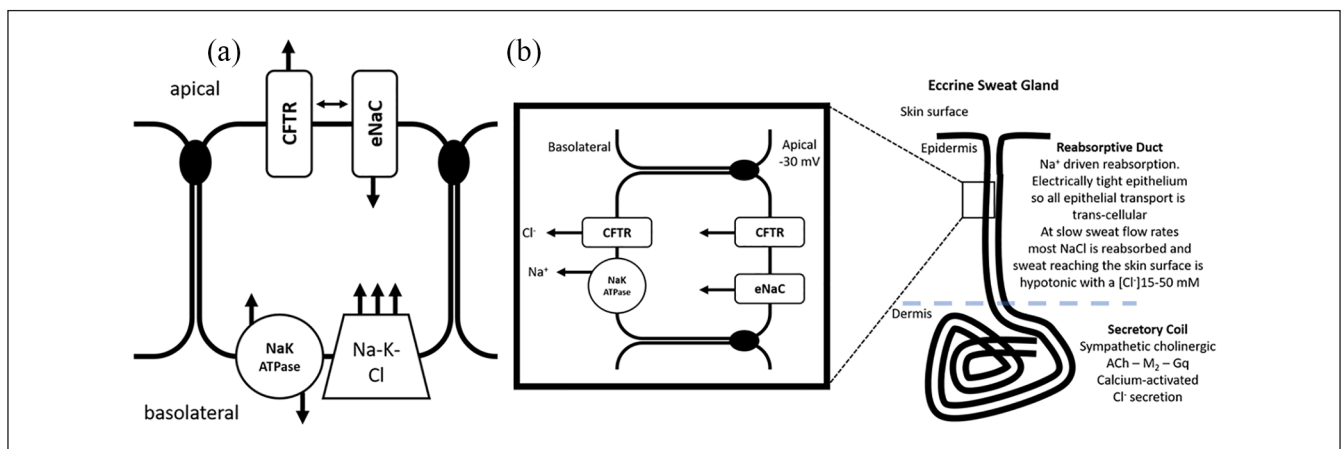 (a)
apical
CFTR
eNaC
NaK
ATPase
Na-K-
Cl
basolateral
(b)
Basolateral
Apical
-30 mV
Cl-
CFTR
CFTR
Na+
NaK
ATPase
eNaC
Eccrine Sweat Gland
Skin surface
Epidermis
Reabsorptive Duct
Na⁺ driven reabsorption.
Electrically tight epithelium
so all epithelial transport is
trans-cellular
At slow sweat flow rates
most NaCl is reabsorbed and
sweat reaching the skin surface is
hypotonic with a [Cl⁻]15-50 mM
Dermis
Secretory Coil
Sympathetic cholinergic
ACh – M₂ – Gq
Calcium-activated
Cl⁻ secretion